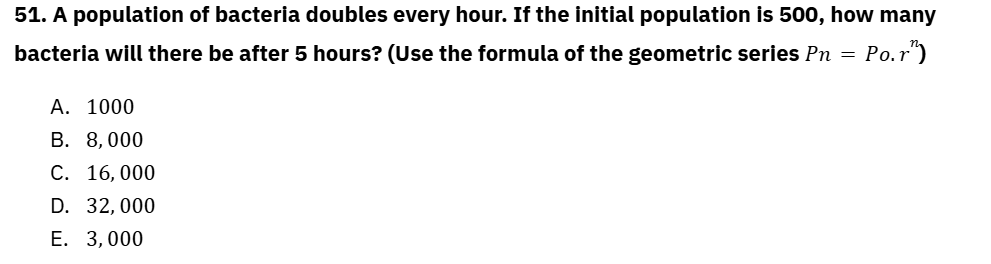 51. A population of bacteria doubles every hour. If the initial population is 500, how many
bacteria will there be after 5 hours? (Use the formula of the geometric series Pn = Po.rⁿ)
A. 1000
B. 8,000
C. 16,000
D. 32,000
E. 3,000